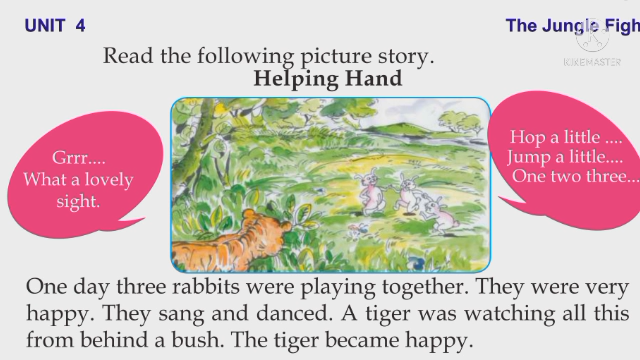 UNIT 4
The Jungle Figh
KINEMASTER
Read the following picture story.
Helping Hand
Grrr....
What a lovely
sight.
Hop a little ....
Jump a little....
One two three...
One day three rabbits were playing together. They were very
happy. They sang and danced. A tiger was watching all this
from behind a bush. The tiger became happy.